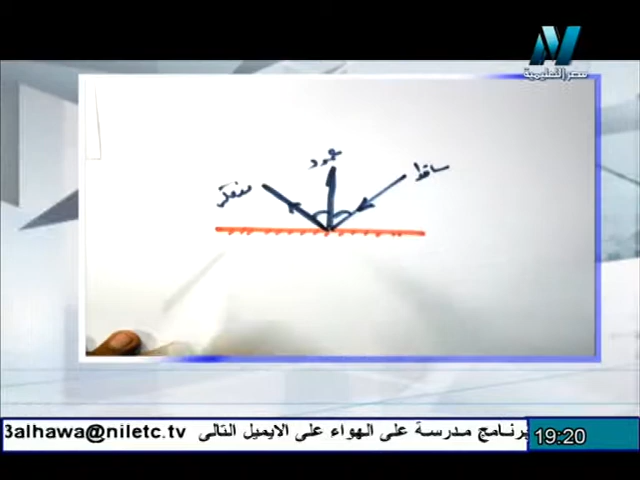 مصر التعليمية
عمود
ساقط
منعكس
برنامج مدرسة على الهواء على الايميل التالى 3alhawa@niletc.tv
19:20